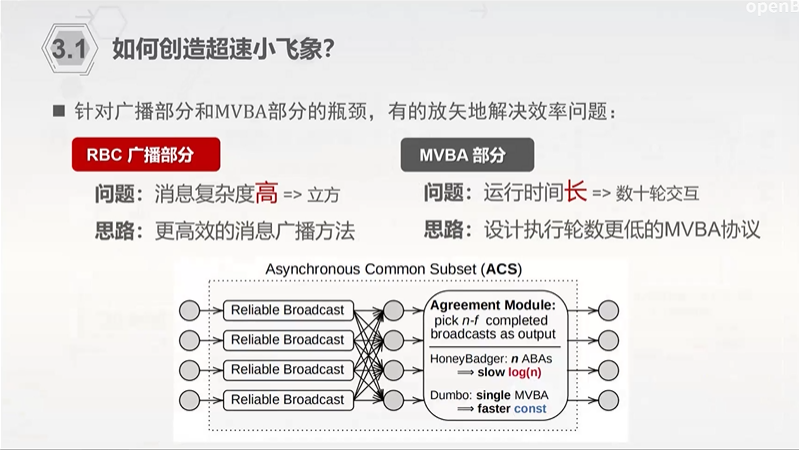 openB
3.1 如何创造超速小飞象？
■ 针对广播部分和MVBA部分的瓶颈，有的放矢地解决效率问题：
RBC 广播部分
问题：消息复杂度高 => 立方
思路：更高效的消息广播方法
MVBA 部分
问题：运行时间长 => 数十轮交互
思路：设计执行轮数更低的MVBA协议
Asynchronous Common Subset (ACS)
Reliable Broadcast
Reliable Broadcast
Reliable Broadcast
Reliable Broadcast
Agreement Module:
pick n-f completed
broadcasts as output
HoneyBadger: n ABAs
⟹ slow log(n)
Dumbo: single MVBA
⟹ faster const